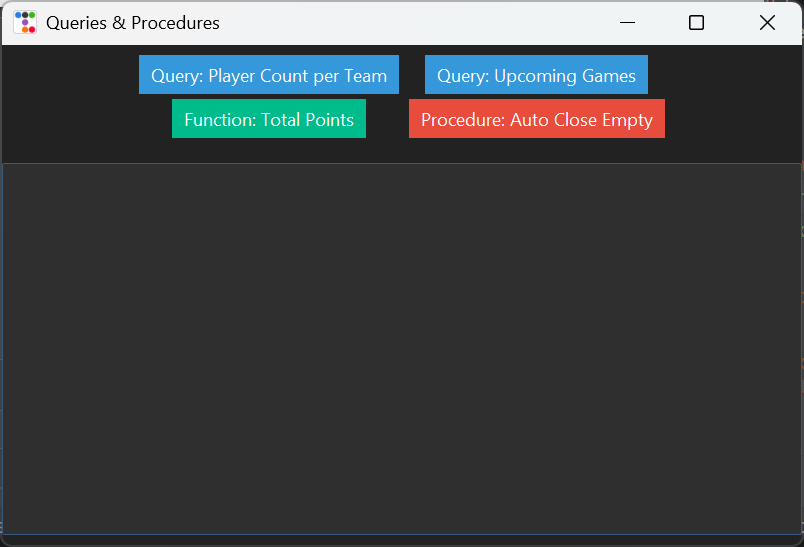 Queries & Procedures
Query: Player Count per Team
Query: Upcoming Games
Function: Total Points
Procedure: Auto Close Empty